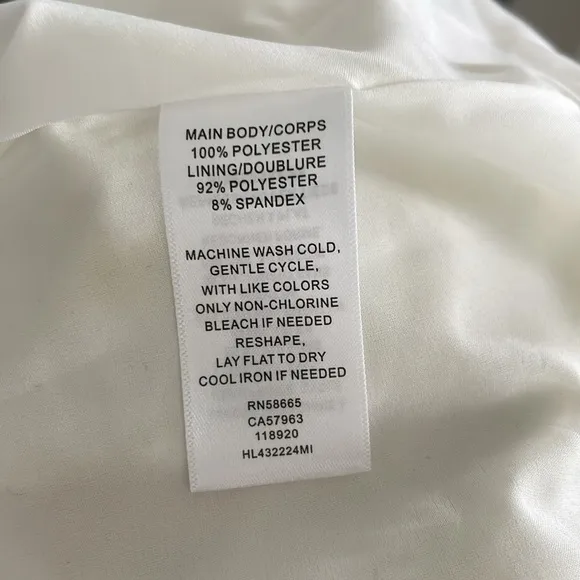 MAIN BODY/CORPS
100% POLYESTER
LINING/DOUBLURE
92% POLYESTER
8% SPANDEX
MACHINE WASH COLD,
GENTLE CYCLE,
WITH LIKE COLORS
ONLY NON-CHLORINE
BLEACH IF NEEDED
RESHAPE,
LAY FLAT TO DRY
COOL IRON IF NEEDED
RN58665
CA57963
118920
HL432224MI